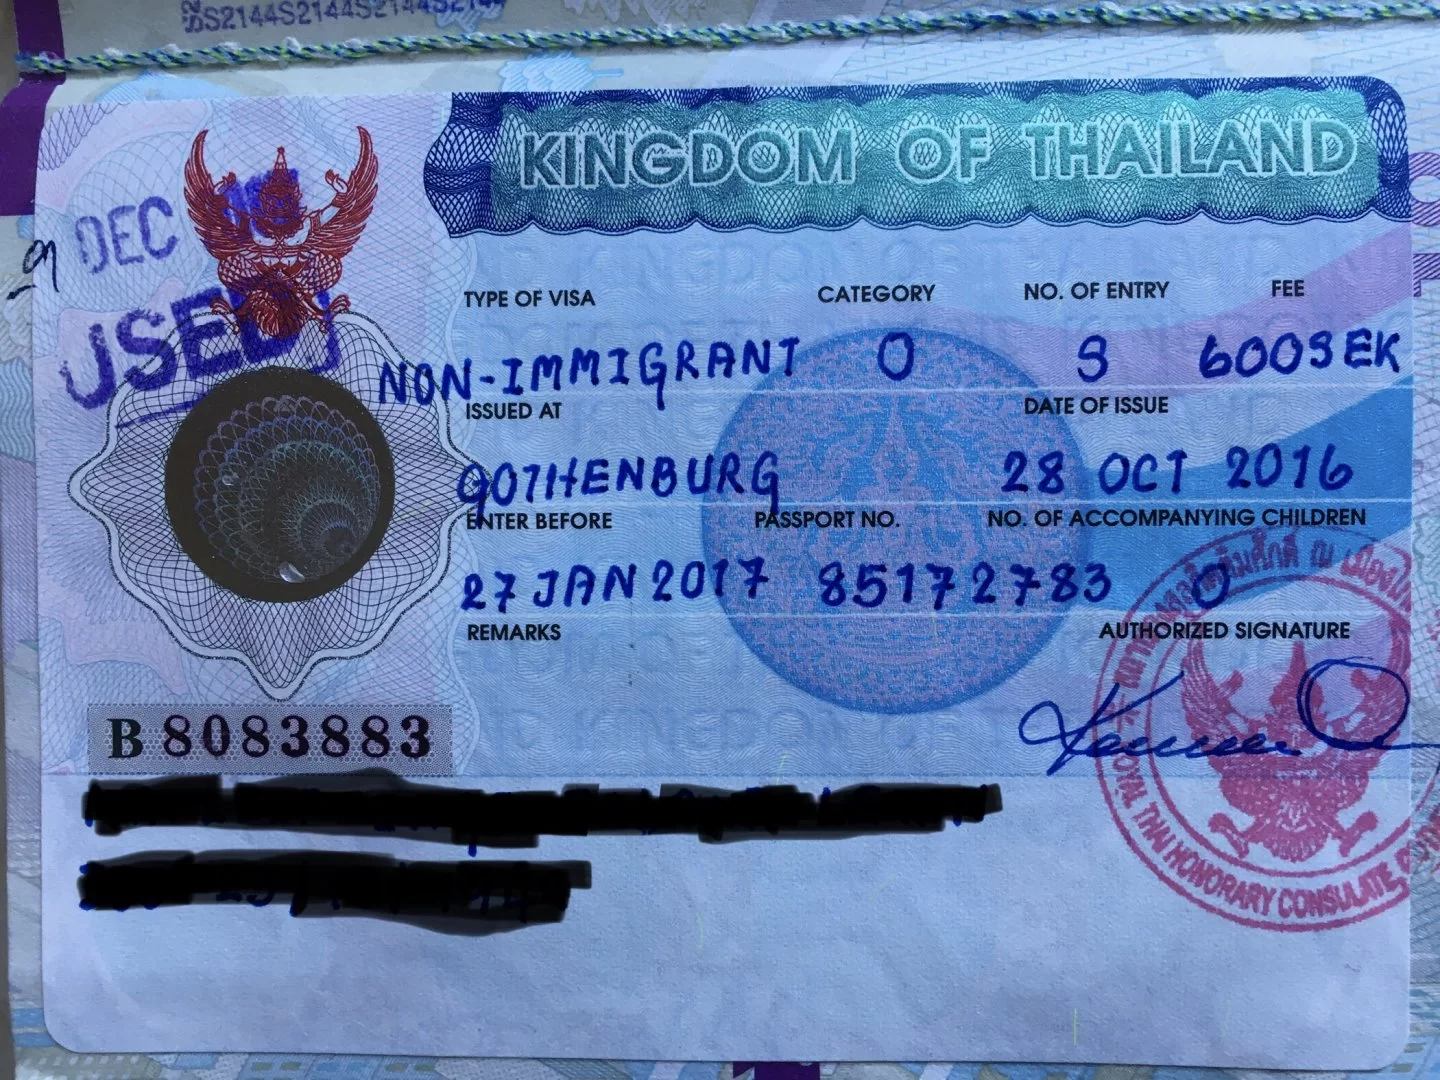 S2144S2144S2144S2144
KINGDOM OF THAILAND
DEC
USED
TYPE OF VISA CATEGORY NO. OF ENTRY FEE
NON-IMMIGRANT O S 600SEK
ISSUED AT DATE OF ISSUE
GOTHENBURG 28 OCT 2016
ENTER BEFORE PASSPORT NO. NO. OF ACCOMPANYING CHILDREN
27 JAN 2017 85172783 0
REMARKS AUTHORIZED SIGNATURE
B 8083883
ROYAL THAI HONORARY CONSULATE